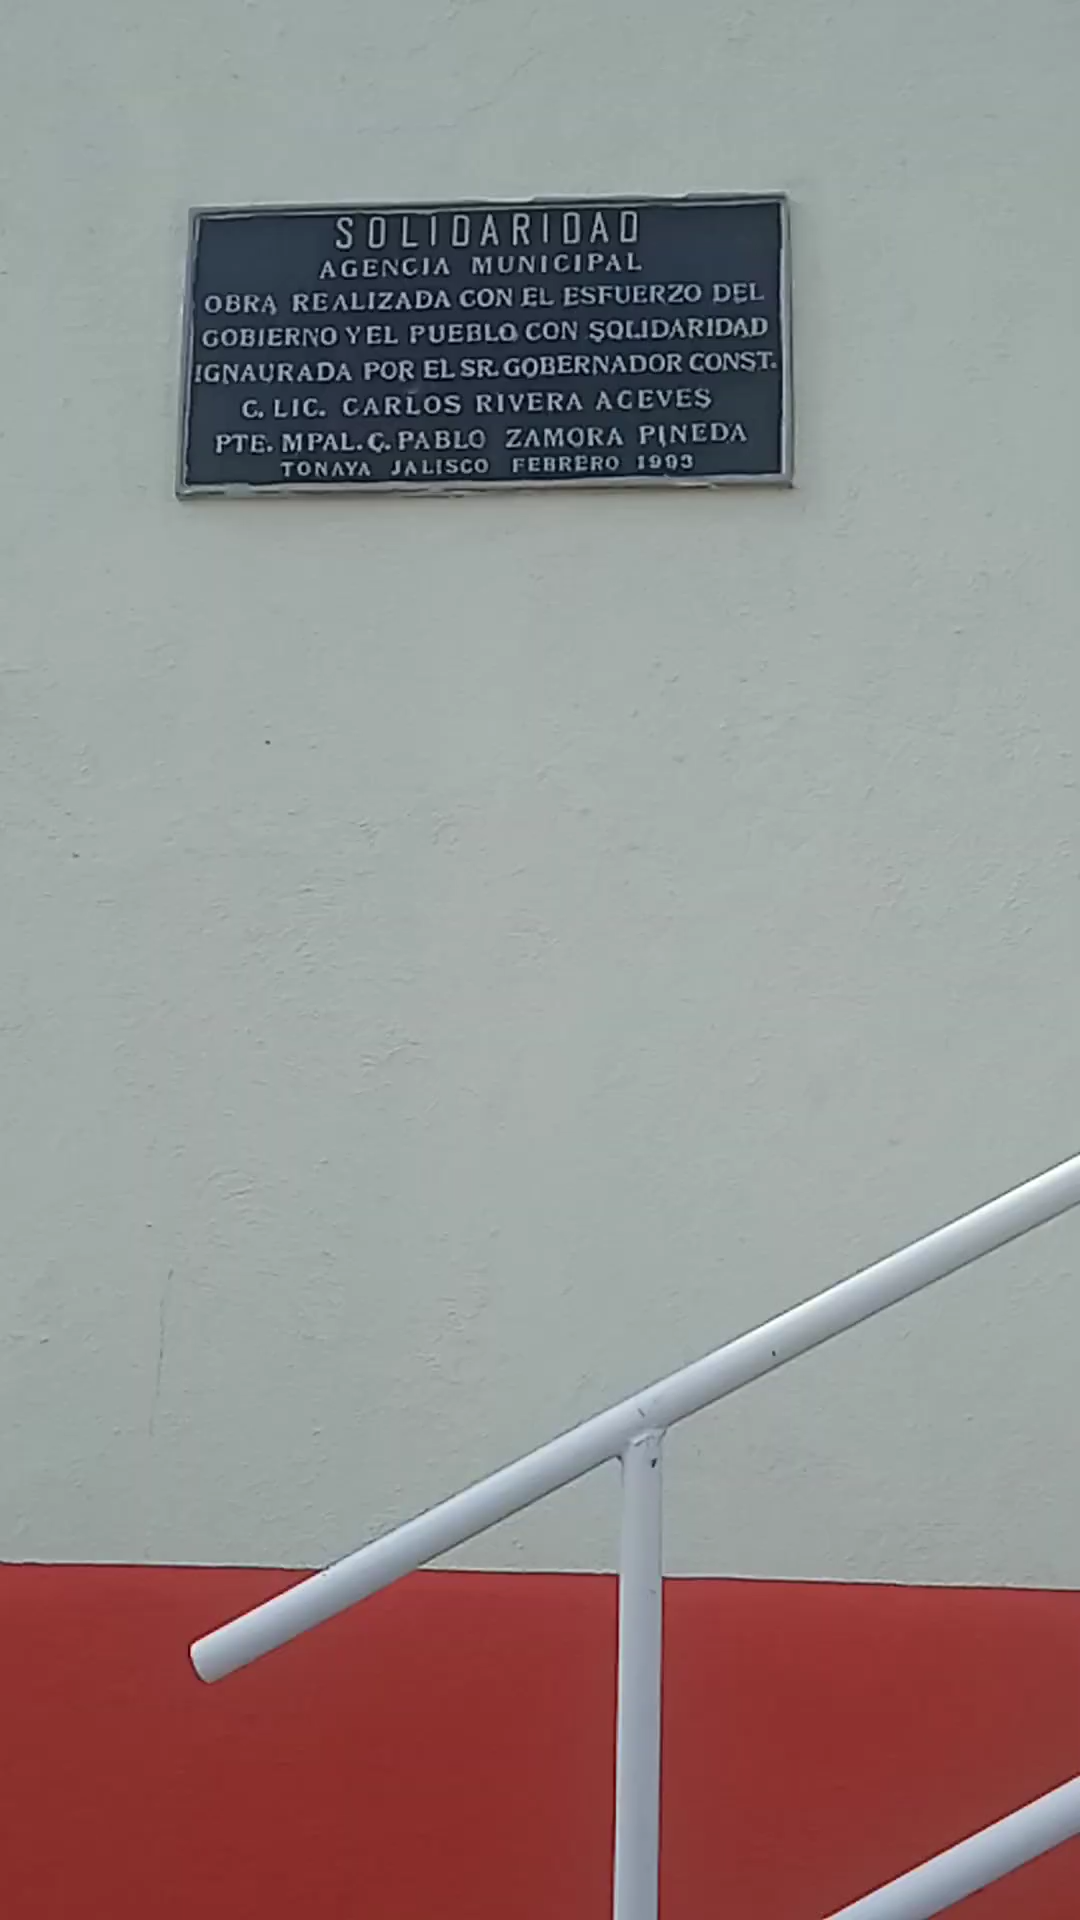 SOLIDARIDAD
AGENCIA MUNICIPAL
OBRA REALIZADA CON EL ESFUERZO DEL
GOBIERNO Y EL PUEBLO CON SOLIDARIDAD
IGNAURADA POR EL SR. GOBERNADOR CONST.
C. LIC. CARLOS RIVERA ACEVES
PTE. MPAL. C. PABLO ZAMORA PINEDA
TONAYA JALISCO FEBRERO 1993